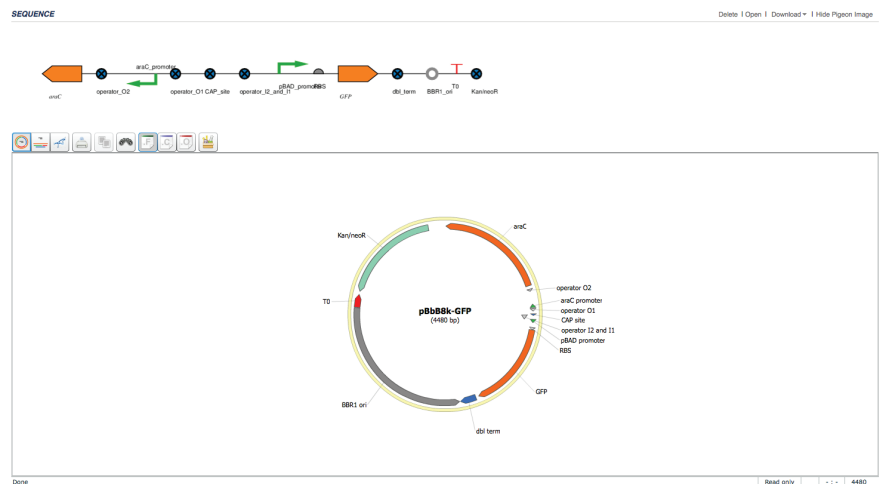 SEQUENCE
Delete | Open | Download | Hide Pigeon Image
araC_promoter
operator_O2 operator_O1 CAP_site operator_I2_and_I1 pBAD_promoter RBS dbl_term BBR1_ori T0 Kan/neoR
araC GFP
F C O
araC
Kan/neoR
operator O2
araC promoter
T0
operator O1
pBbB8k-GFP
CAP site
(4480 bp)
operator I2 and I1
pBAD promoter
RBS
GFP
BBR1 ori
dbl term
Done Read only - : - 4480